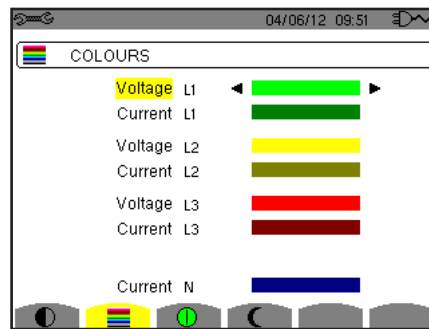 04/06/12 09:51
COLOURS
Voltage L1
Current L1
Voltage L2
Current L2
Voltage L3
Current L3
Current N